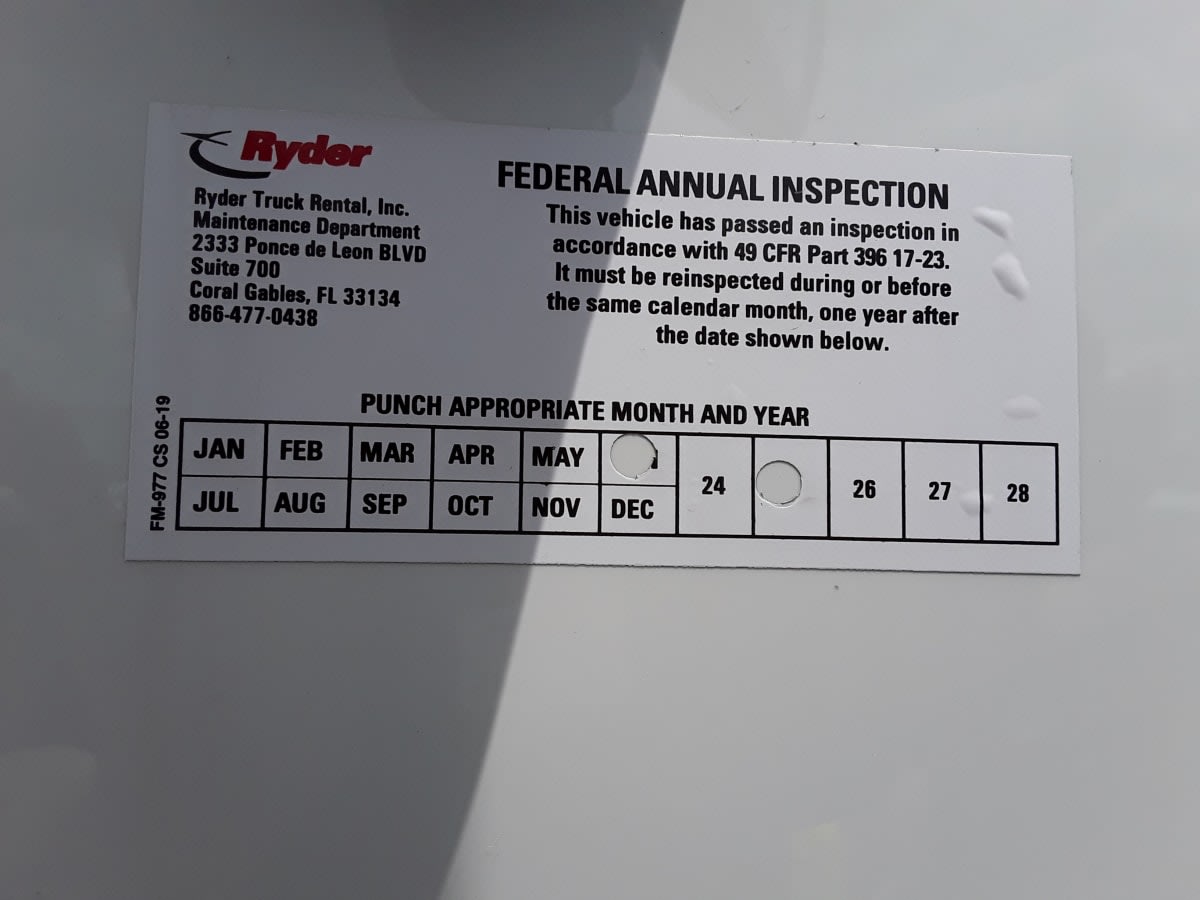 Ryder
Ryder Truck Rental, Inc.
Maintenance Department
2333 Ponce de Leon BLVD
Suite 700
Coral Gables, FL 33134
866-477-0438
FEDERAL ANNUAL INSPECTION
This vehicle has passed an inspection in
accordance with 49 CFR Part 396 17-23.
It must be reinspected during or before
the same calendar month, one year after
the date shown below.
FM-977 CS 06-19
PUNCH APPROPRIATE MONTH AND YEAR
JAN FEB MAR APR MAY
JUL AUG SEP OCT NOV DEC
24 26 27 28